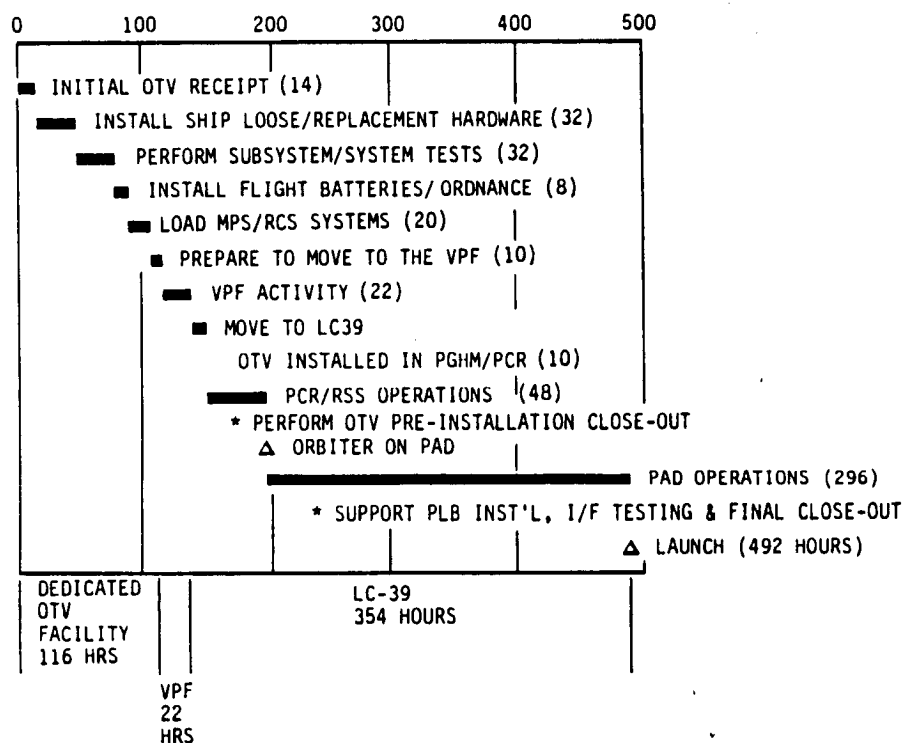 0 100 200 300 400 500
INITIAL OTV RECEIPT (14)
INSTALL SHIP LOOSE/REPLACEMENT HARDWARE (32)
PERFORM SUBSYSTEM/SYSTEM TESTS (32)
INSTALL FLIGHT BATTERIES/ORDNANCE (8)
LOAD MPS/RCS SYSTEMS (20)
PREPARE TO MOVE TO THE VPF (10)
VPF ACTIVITY (22)
MOVE TO LC39
OTV INSTALLED IN PGHM/PCR (10)
PCR/RSS OPERATIONS (48)
* PERFORM OTV PRE-INSTALLATION CLOSE-OUT
Δ ORBITER ON PAD
PAD OPERATIONS (296)
* SUPPORT PLB INST'L, I/F TESTING & FINAL CLOSE-OUT
Δ LAUNCH (492 HOURS)
DEDICATED
OTV
FACILITY
116 HRS
VPF
22
HRS
LC-39
354 HOURS